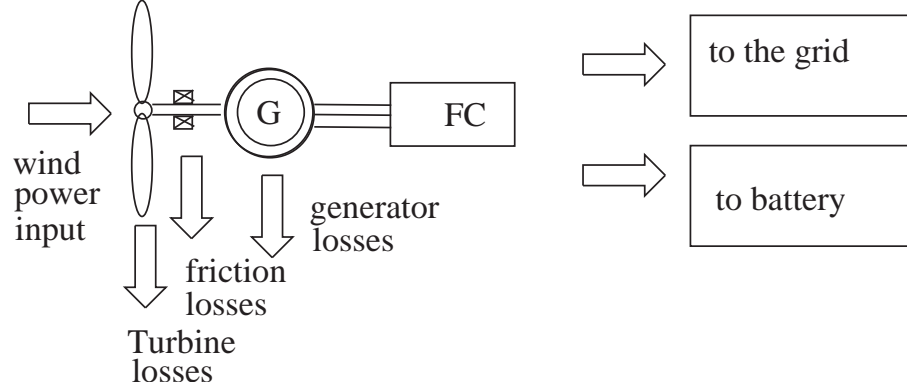 to the grid
G
FC
wind
power
input
to battery
generator
losses
friction
losses
Turbine
losses